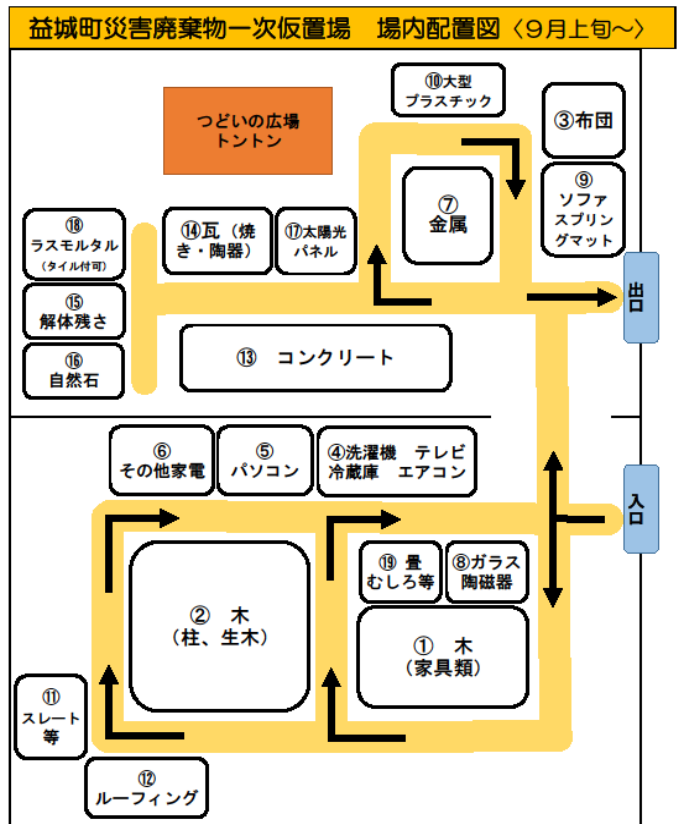 益城町災害廃棄物一次仮置場 場内配置図〈9月上旬~〉
⑩大型
プラスチック
つどいの広場
トントン
③布団
⑨
ソファ
スプリン
グマット
⑦
金属
⑱
ラスモルタル
(タイル付可)
⑭瓦(焼
き・陶器)
⑰太陽光
パネル
出口
⑮
解体残さ
⑬ コンクリート
⑯
自然石
⑥
その他家電
⑤
パソコン
④洗濯機 テレビ
冷蔵庫 エアコン
入口
⑲ 畳
むしろ等
⑧ガラス
陶磁器
② 木
(柱、生木)
① 木
(家具類)
⑪
スレート
等
⑫
ルーフィング